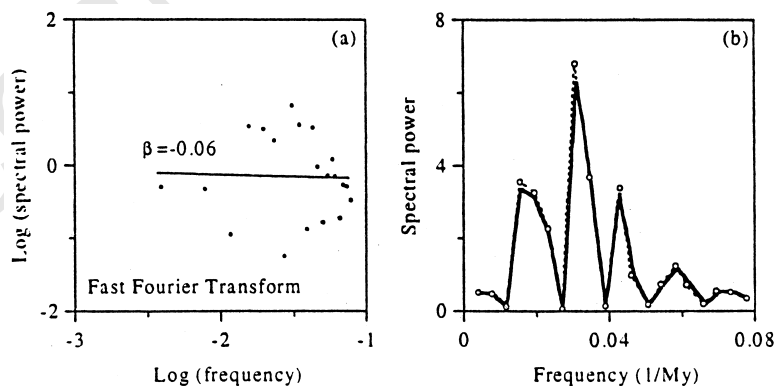 2
(a)
Log (spectral power)
β=-0.06
0
Fast Fourier Transform
-2
-3
-2
-1
Log (frequency)
8
(b)
Spectral power
4
0
0
0.04
0.08
Frequency (1/My)